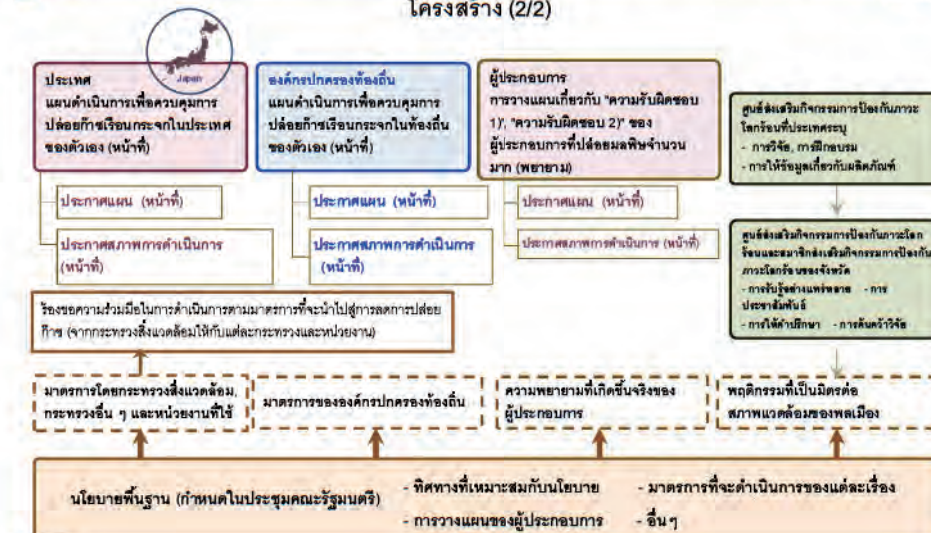 โครงสร้าง (2/2)
Japan
ประเทศ
แผนดำเนินการเพื่อควบคุมการ
ปล่อยก๊าซเรือนกระจกในประเทศ
ของตัวเอง (หน้าที่)
ประกาศแผน (หน้าที่)
ประกาศสภาพการดำเนินการ
(หน้าที่)
องค์กรปกครองท้องถิ่น
แผนดำเนินการเพื่อควบคุมการ
ปล่อยก๊าซเรือนกระจกในท้องถิ่น
ของตัวเอง (หน้าที่)
ประกาศแผน (หน้าที่)
ประกาศสภาพการดำเนินการ
(หน้าที่)
ผู้ประกอบการ
การวางแผนเกี่ยวกับ "ความรับผิดชอบ
1)", "ความรับผิดชอบ 2)" ของ
ผู้ประกอบการที่ปล่อยมลพิษจำนวน
มาก (พยายาม)
ประกาศแผน (หน้าที่)
ประกาศสภาพการดำเนินการ (หน้าที่)
ศูนย์ส่งเสริมกิจกรรมการป้องกันภาวะ
โลกร้อนที่ประเทศระบุ
- การวิจัย, การฝึกอบรม
- การให้ข้อมูลเกี่ยวกับผลิตภัณฑ์
ศูนย์ส่งเสริมกิจกรรมการป้องกันภาวะโลก
ร้อนและสมาชิกส่งเสริมกิจกรรมการป้องกัน
ภาวะโลกร้อนของจังหวัด
- การรับรู้อย่างแพร่หลาย - การ
ประชาสัมพันธ์
- การให้คำปรึกษา - การค้นคว้าวิจัย
ร้องขอความร่วมมือในการดำเนินการตามมาตรการที่จะนำไปสู่การลดการปล่อย
ก๊าซ (จากกระทรวงสิ่งแวดล้อมให้กับแต่ละกระทรวงและหน่วยงาน)
มาตรการโดยกระทรวงสิ่งแวดล้อม,
กระทรวงอื่น ๆ และหน่วยงานที่ใช้
มาตรการขององค์กรปกครองท้องถิ่น
ความพยายามที่เกิดขึ้นจริงของ
ผู้ประกอบการ
พฤติกรรมที่เป็นมิตรต่อ
สภาพแวดล้อมของพลเมือง
นโยบายพื้นฐาน (กำหนดในประชุมคณะรัฐมนตรี)
- ทิศทางที่เหมาะสมกับนโยบาย
- มาตรการที่จะดำเนินการของแต่ละเรื่อง
- การวางแผนของผู้ประกอบการ
- อื่น ๆ